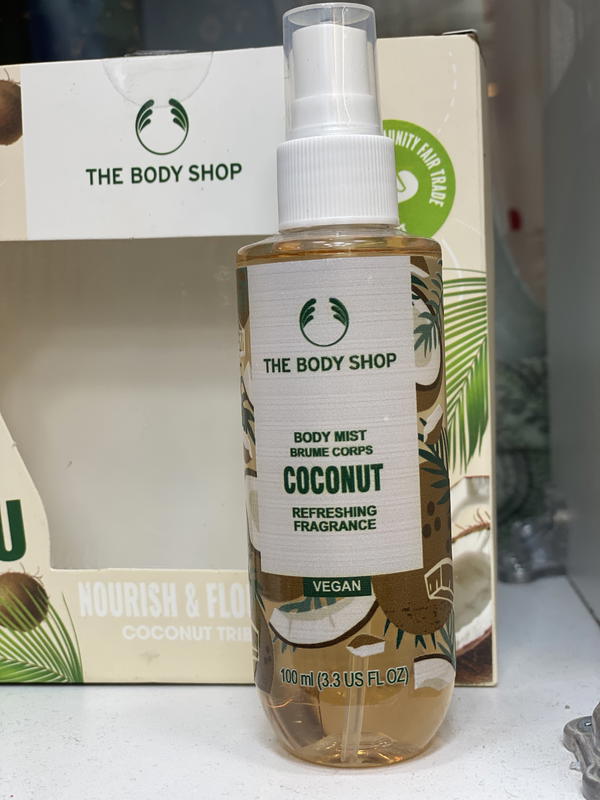 THE BODY SHOP
UNITY FAIR TRADE
THE BODY SHOP
BODY MIST
BRUME CORPS
COCONUT
REFRESHING
FRAGRANCE
VEGAN
100 ml (3.3 US FL OZ)
U
NOURISH & FLO
COCONUT TRI